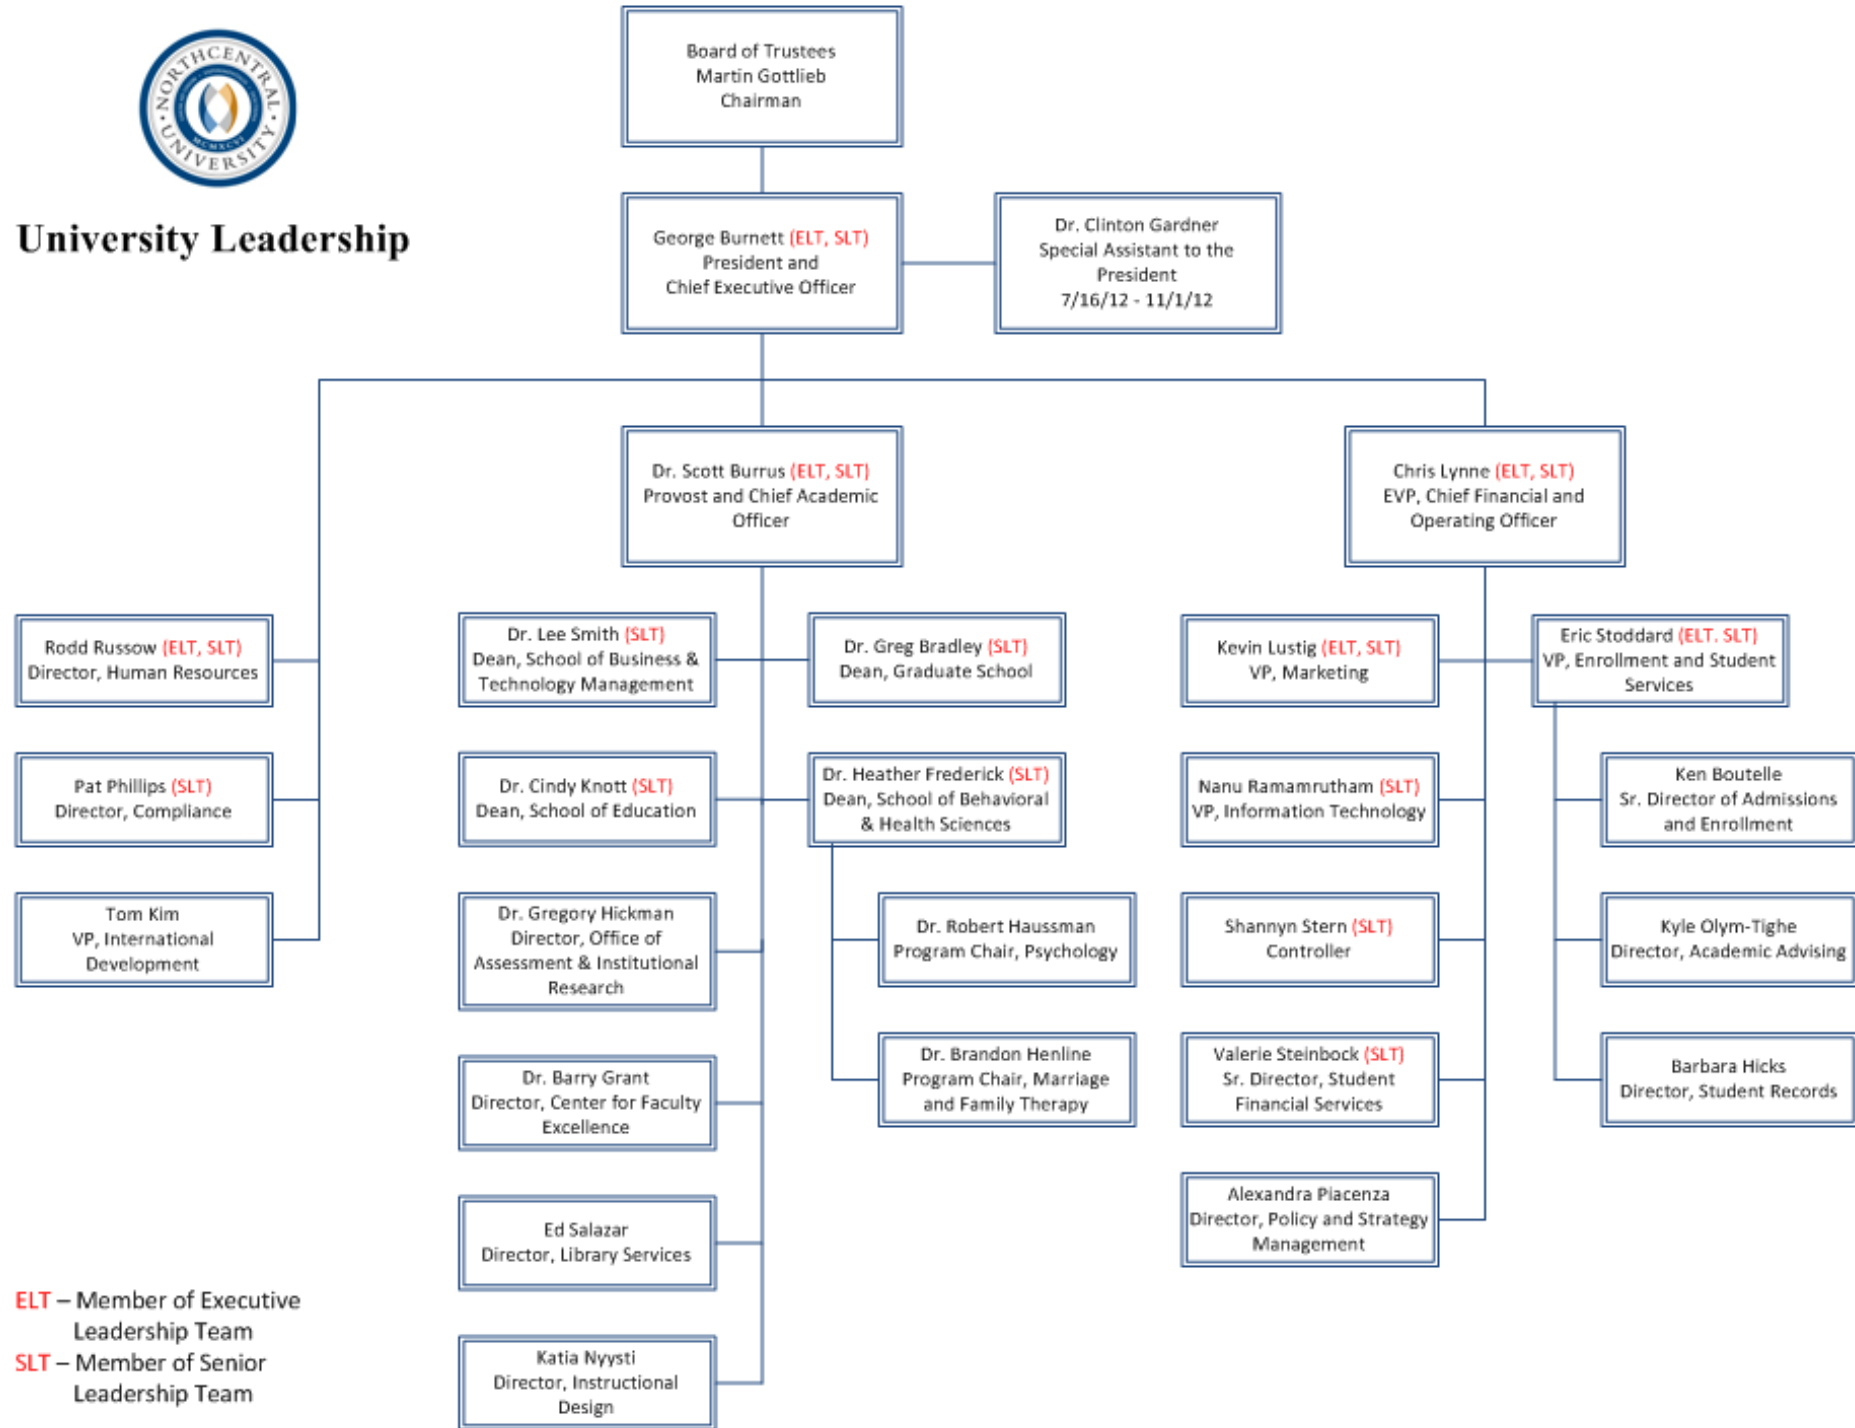 NORTHCENTRAL
· UNIVERSITY ·
MCMXCVI
University Leadership
Board of Trustees
Martin Gottlieb
Chairman
George Burnett (ELT, SLT)
President and
Chief Executive Officer
Dr. Clinton Gardner
Special Assistant to the
President
7/16/12 - 11/1/12
Dr. Scott Burrus (ELT, SLT)
Provost and Chief Academic
Officer
Chris Lynne (ELT, SLT)
EVP, Chief Financial and
Operating Officer
Rodd Russow (ELT, SLT)
Director, Human Resources
Pat Phillips (SLT)
Director, Compliance
Tom Kim
VP, International
Development
Dr. Lee Smith (SLT)
Dean, School of Business &
Technology Management
Dr. Greg Bradley (SLT)
Dean, Graduate School
Dr. Cindy Knott (SLT)
Dean, School of Education
Dr. Heather Frederick (SLT)
Dean, School of Behavioral
& Health Sciences
Dr. Gregory Hickman
Director, Office of
Assessment & Institutional
Research
Dr. Robert Haussman
Program Chair, Psychology
Dr. Barry Grant
Director, Center for Faculty
Excellence
Dr. Brandon Henline
Program Chair, Marriage
and Family Therapy
Ed Salazar
Director, Library Services
Katia Nyysti
Director, Instructional
Design
Kevin Lustig (ELT, SLT)
VP, Marketing
Eric Stoddard (ELT. SLT)
VP, Enrollment and Student
Services
Nanu Ramamrutham (SLT)
VP, Information Technology
Ken Boutelle
Sr. Director of Admissions
and Enrollment
Shannyn Stern (SLT)
Controller
Kyle Olym-Tighe
Director, Academic Advising
Valerie Steinbock (SLT)
Sr. Director, Student
Financial Services
Barbara Hicks
Director, Student Records
Alexandra Piacenza
Director, Policy and Strategy
Management
ELT – Member of Executive
Leadership Team
SLT – Member of Senior
Leadership Team